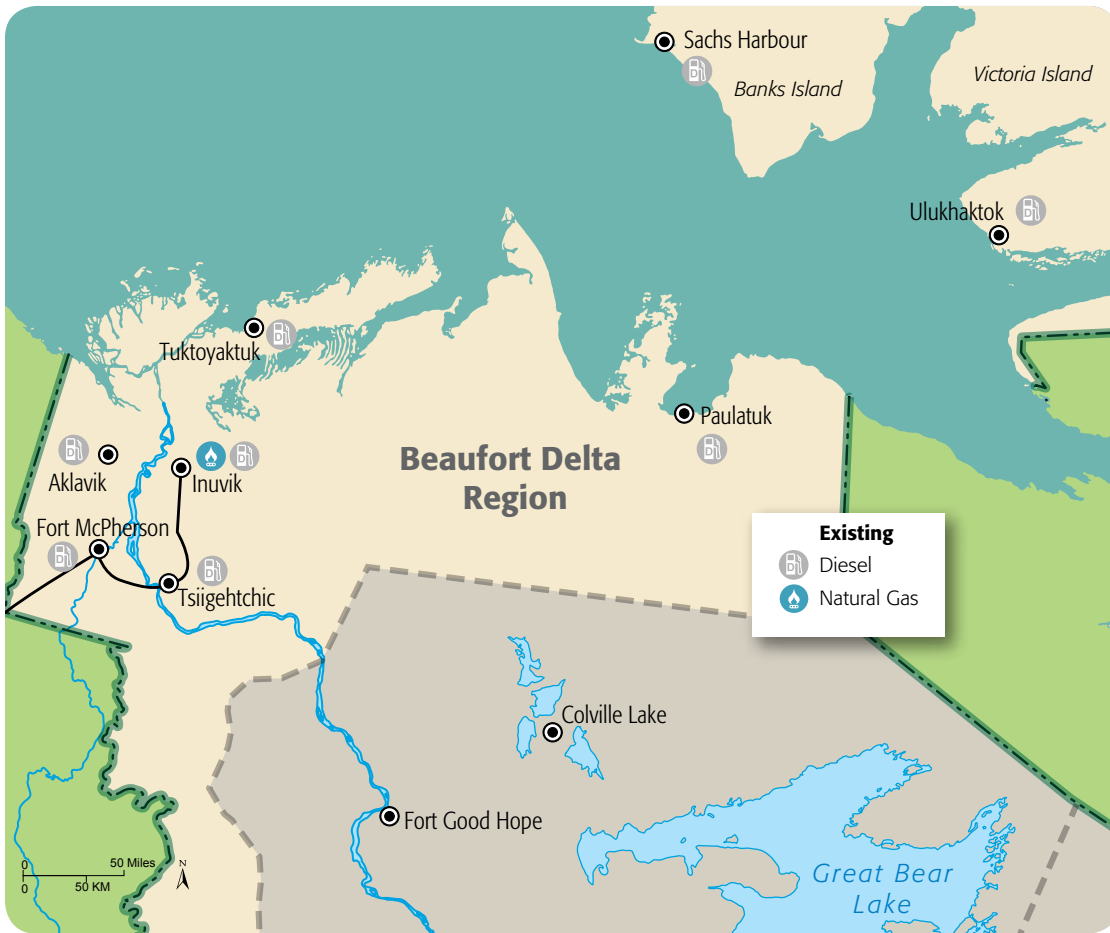 Sachs Harbour
Banks Island
Victoria Island
D
Ulukhaktok
D
Tuktoyaktuk
D
Paulatuk
D
Beaufort Delta
Region
D
Aklavik
D
Inuvik
Fort McPherson
D
D
Tsiigehtchic
Existing
D Diesel
Natural Gas
Colville Lake
Fort Good Hope
Great Bear
Lake
0 50 Miles
0 50 KM
N